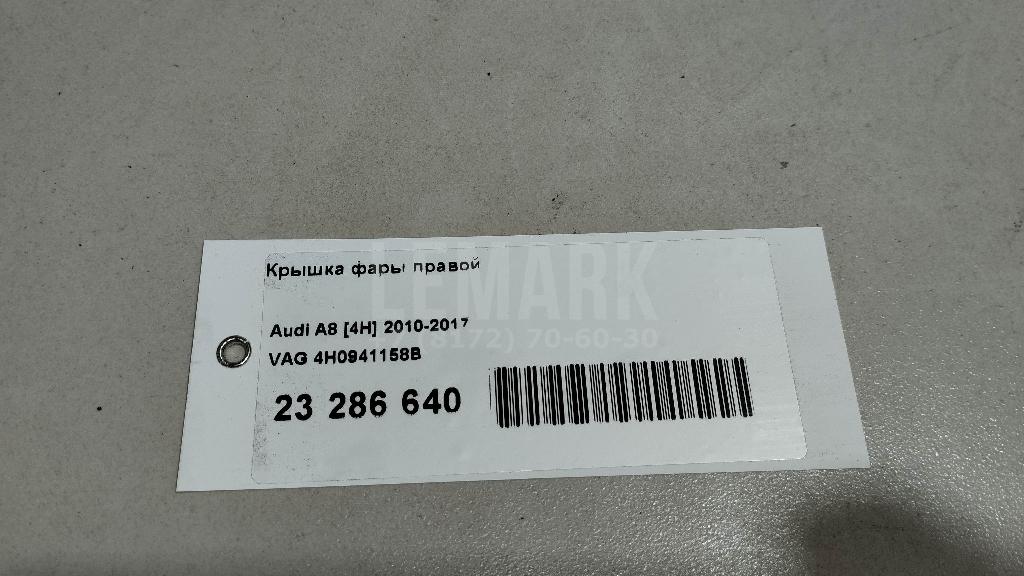 Крышка фары правой
LEMARK
(8172) 70-60-30
Audi A8 [4H] 2010-2017
VAG 4H0941158B
23 286 640